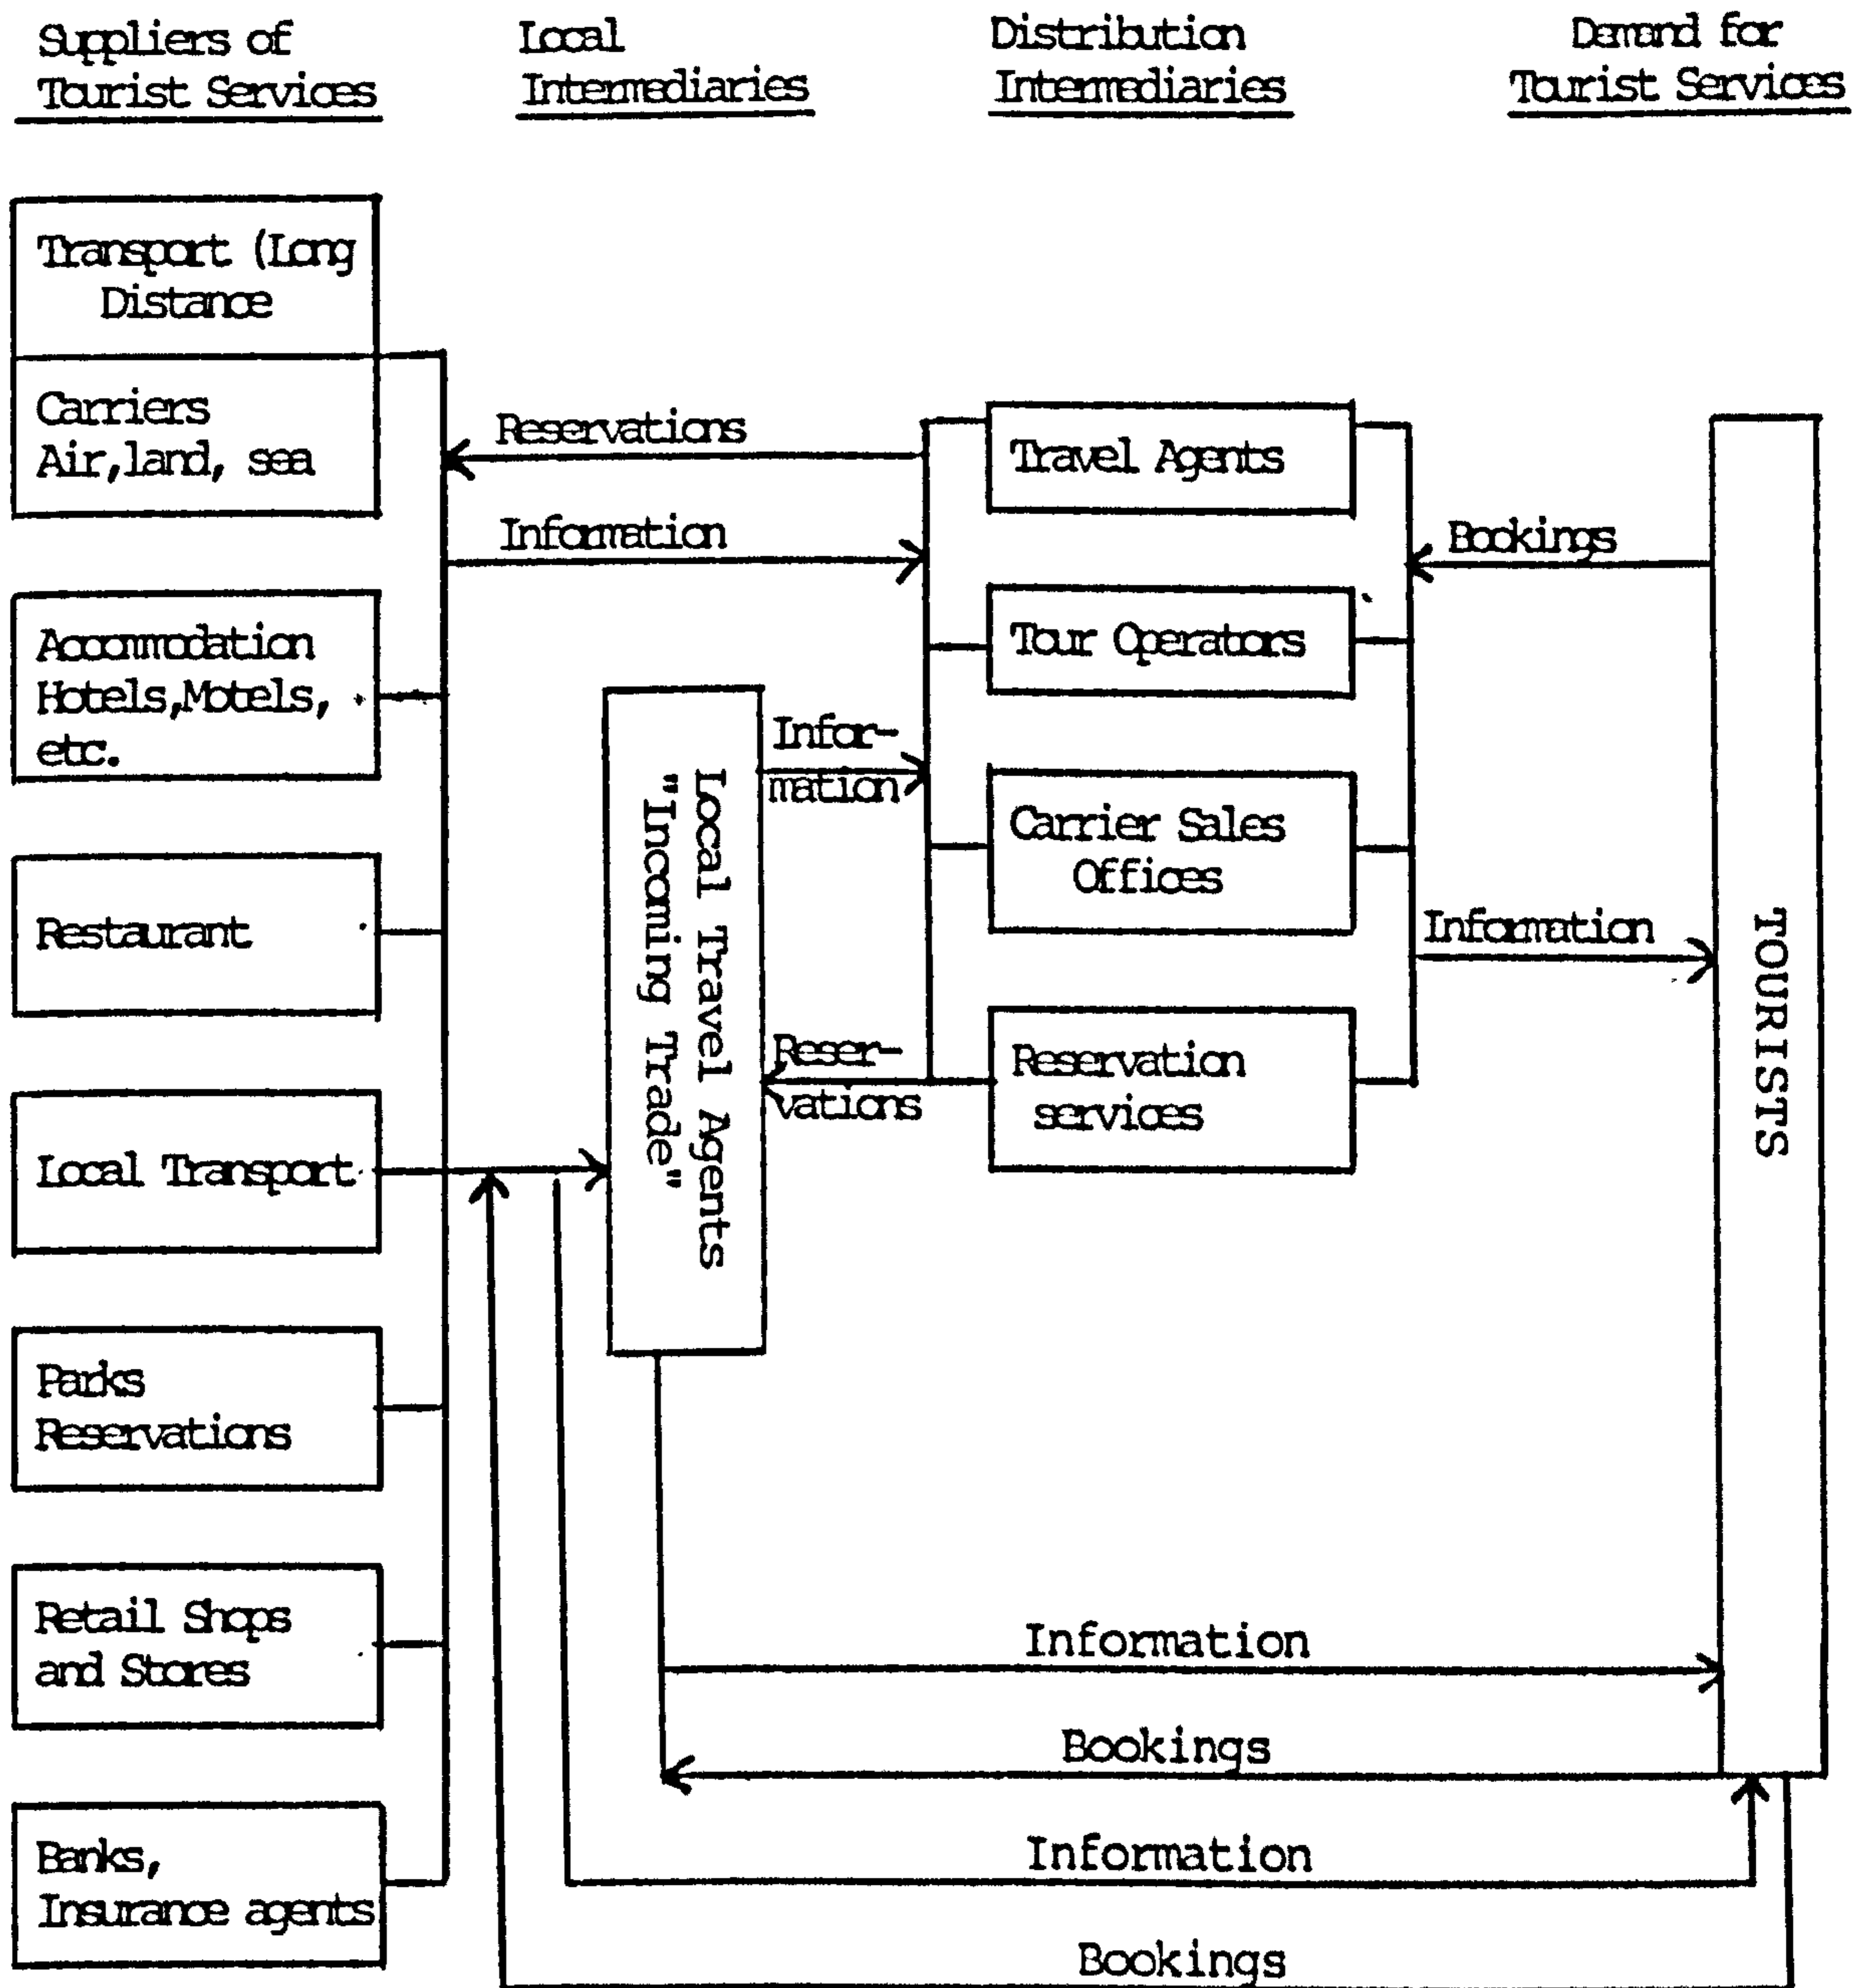 Suppliers of
Tourist Services
Local
Intermediaries
Distribution
Intermediaries
Demand for
Tourist Services
Transport (Long
Distance
Carriers
Air,land, sea
Accommodation
Hotels,Motels,
etc.
Restaurant
Local Transport
Parks
Reservations
Retail Shops
and Stores
Banks,
Insurance agents
Reservations
Information
Local Travel Agents
"Incoming Trade"
Infor-
mation
Reser-
vations
Travel Agents
Tour Operators
Carrier Sales
Offices
Reservation
services
Bookings
Information
TOURISTS
Information
Bookings
Information
Bookings